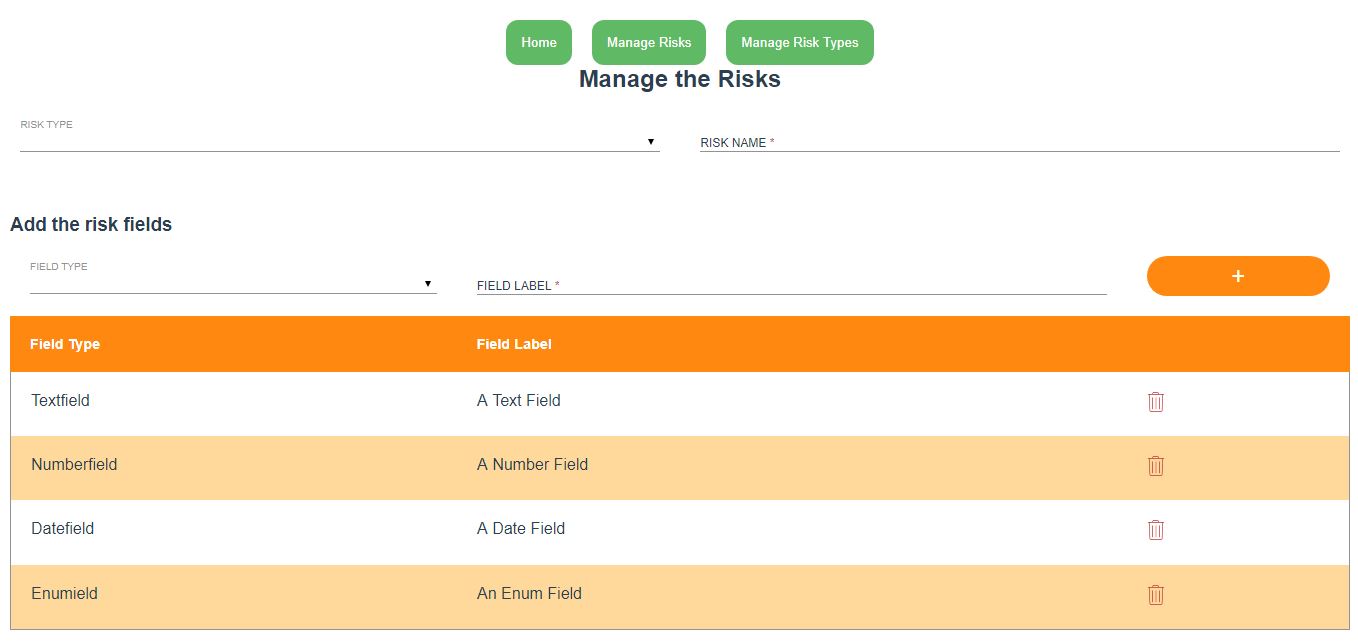 Home Manage Risks Manage Risk Types
Manage the Risks
RISK TYPE
RISK NAME *
Add the risk fields
FIELD TYPE
FIELD LABEL *
+
Field Type Field Label
Textfield A Text Field
Numberfield A Number Field
Datefield A Date Field
Enumield An Enum Field